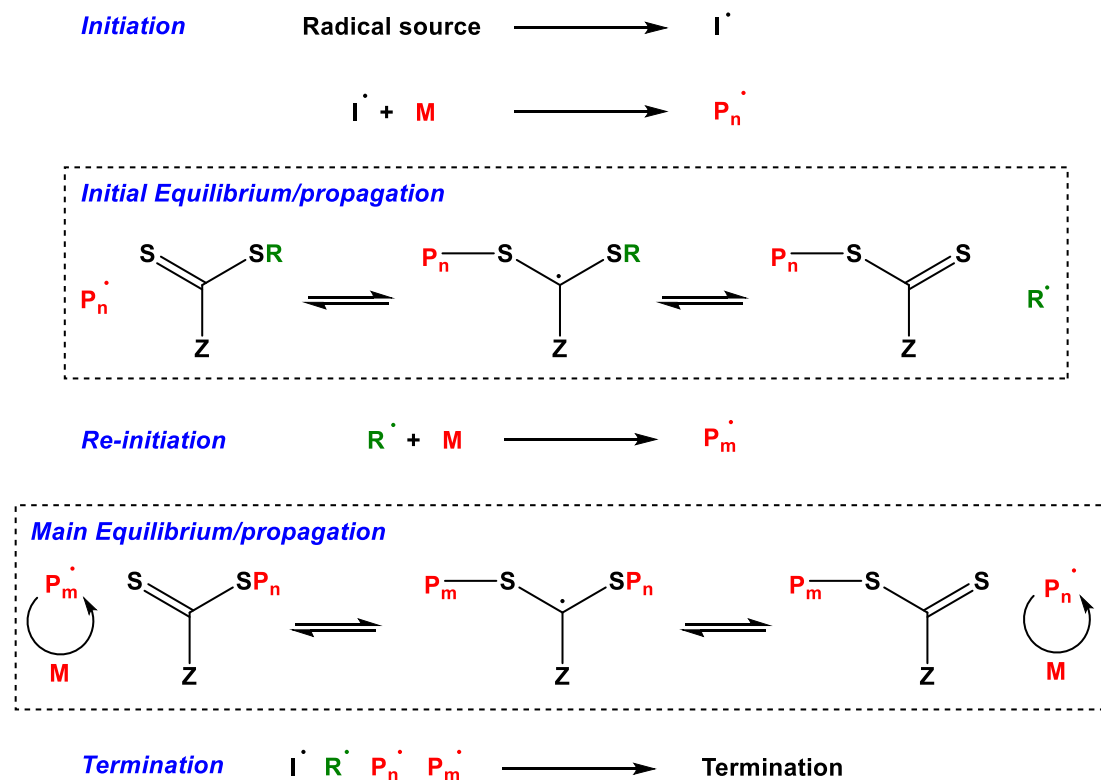 Initiation Radical source I•
I• + M Pn•
Initial Equilibrium/propagation
S SR Pn S SR Pn S S
Pn• R•
Z Z Z
Re-initiation R• + M Pm•
Main Equilibrium/propagation
Pm• S SPn Pm S SPn Pm S S Pn•
M Z Z Z M
Termination I• R• Pn• Pm• Termination